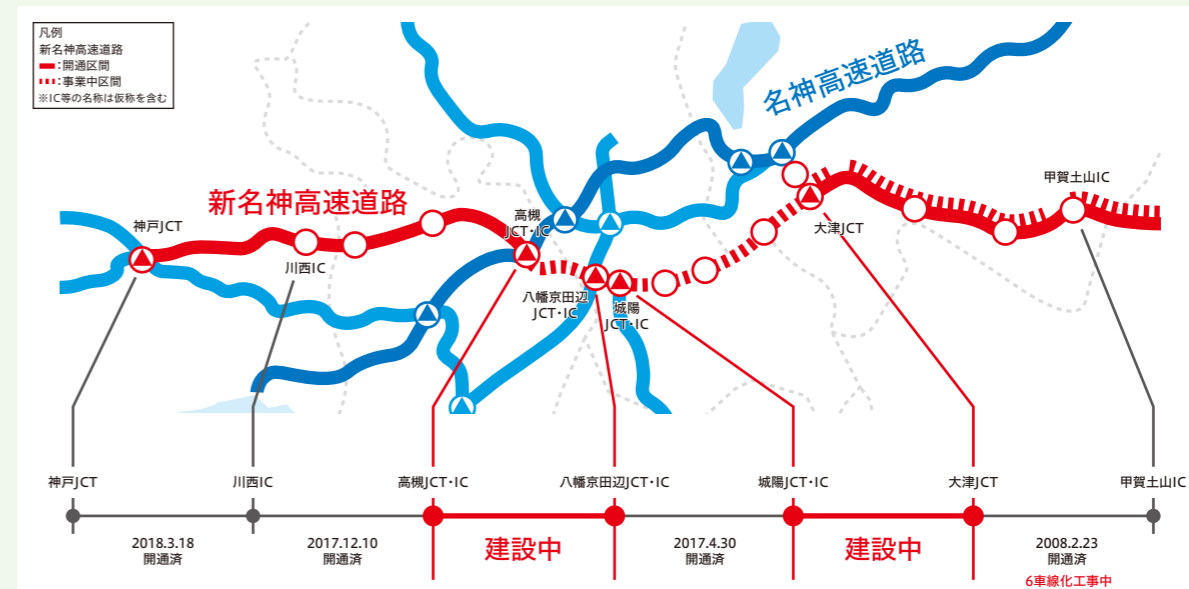 凡例
新名神高速道路
:開通区間
:事業中区間
※IC等の名称は仮称を含む
名神高速道路
新名神高速道路
神戸JCT
川西IC
高槻
JCT・IC
八幡京田辺
JCT・IC
城陽
JCT・IC
大津JCT
甲賀土山IC
神戸JCT
川西IC
高槻JCT・IC
八幡京田辺JCT・IC
城陽JCT・IC
大津JCT
甲賀土山IC
2018.3.18
開通済
2017.12.10
開通済
建設中
2017.4.30
開通済
建設中
2008.2.23
開通済
6車線化工事中